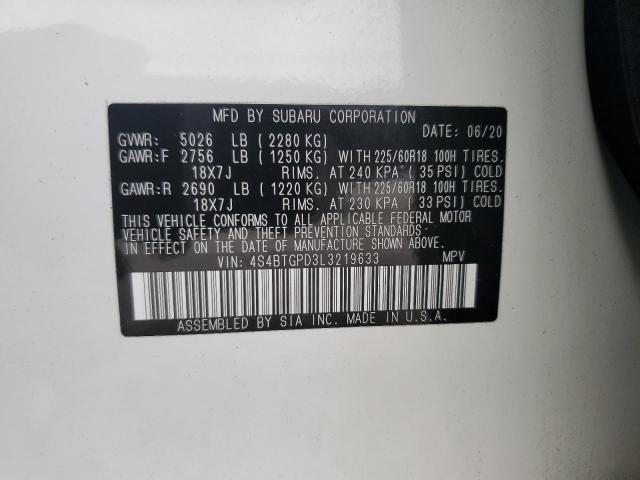 MFD BY SUBARU CORPORATION
GVWR: 5026 LB ( 2280 KG) DATE: 06/20
GAWR:F 2756 LB ( 1250 KG) WITH 225/60R18 100H TIRES.
18X7J RIMS. AT 240 KPA ( 35 PSI) COLD
GAWR:R 2690 LB ( 1220 KG) WITH 225/60R18 100H TIRES.
18X7J RIMS. AT 230 KPA ( 33 PSI) COLD
THIS VEHICLE CONFORMS TO ALL APPLICABLE FEDERAL MOTOR
VEHICLE SAFETY AND THEFT PREVENTION STANDARDS
IN EFFECT ON THE DATE OF MANUFACTURE SHOWN ABOVE.
VIN: 4S4BTGPD3L3219633 MPV
ASSEMBLED BY SIA INC. MADE IN U.S.A.